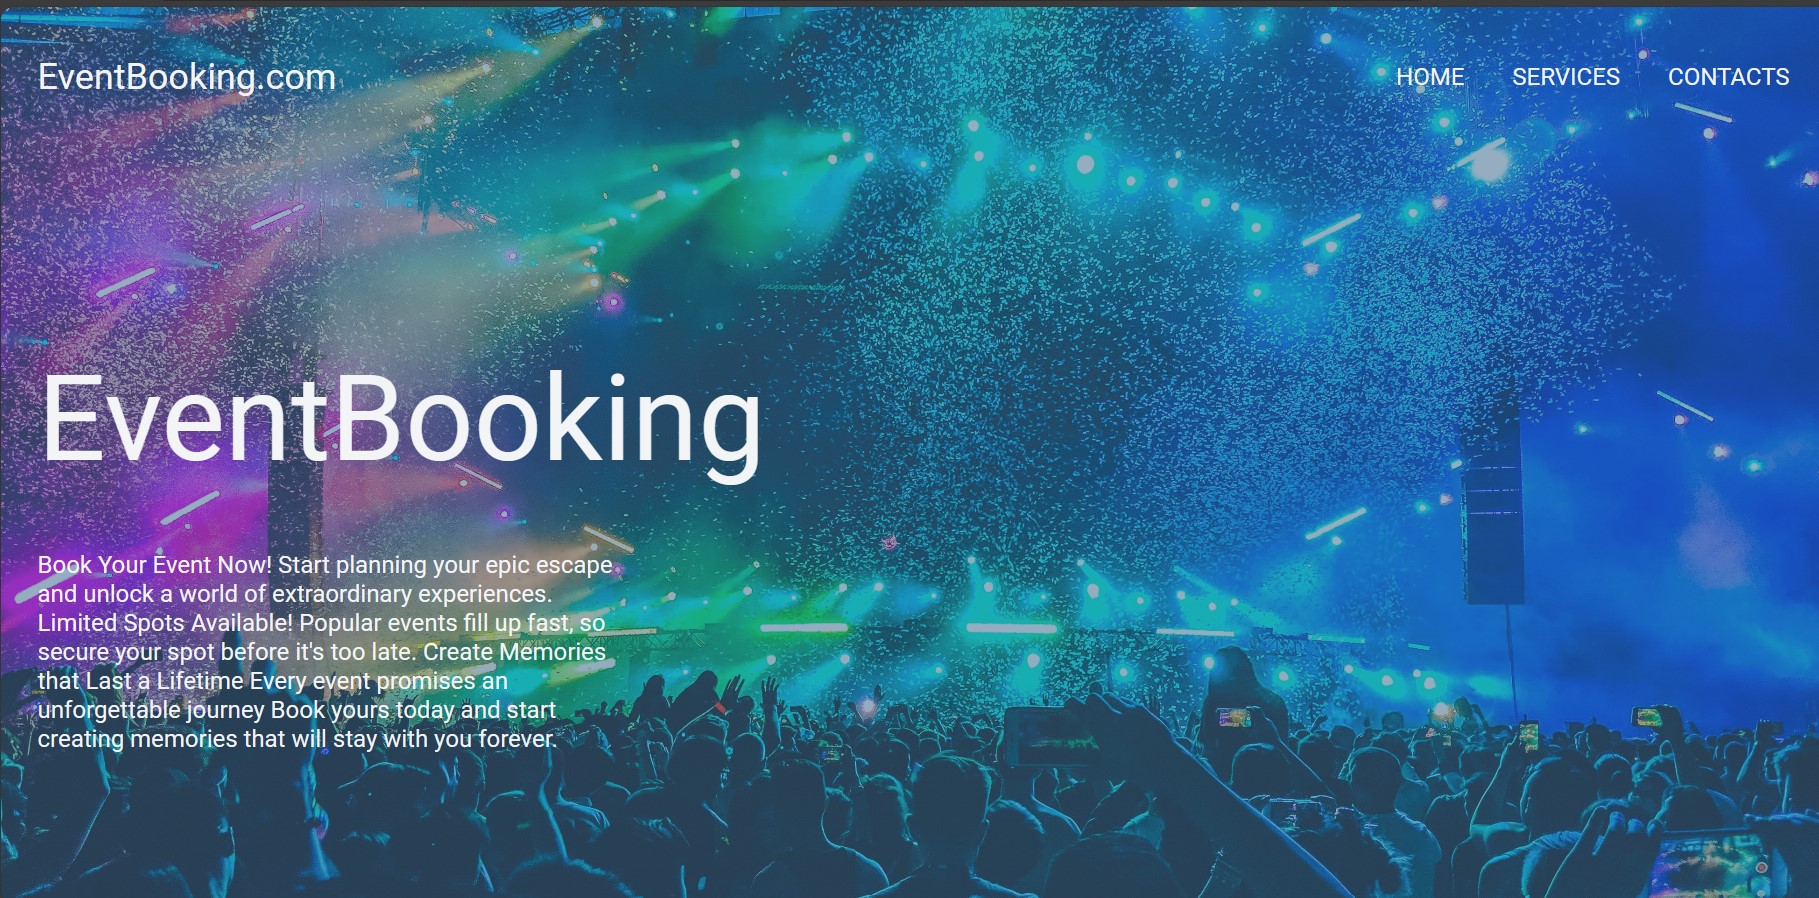 EventBooking.com
HOME SERVICES CONTACTS
EventBooking
Book Your Event Now! Start planning your epic escape
and unlock a world of extraordinary experiences.
Limited Spots Available! Popular events fill up fast, so
secure your spot before it's too late. Create Memories
that Last a Lifetime Every event promises an
unforgettable journey Book yours today and start
creating memories that will stay with you forever.